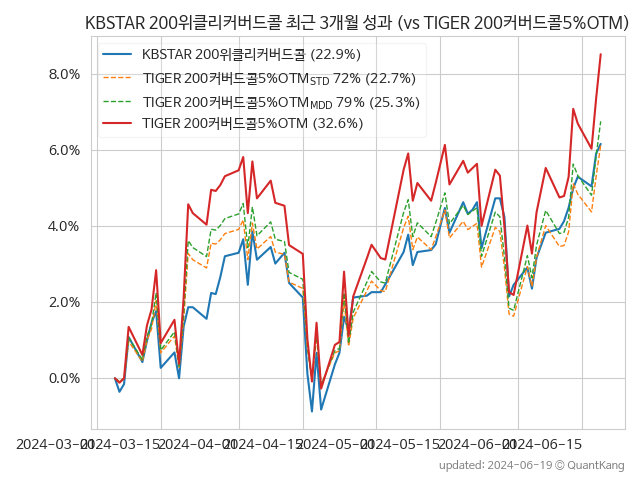 KBSTAR 200위클리커버드콜 최근 3개월 성과 (vs TIGER 200커버드콜5%OTM)
KBSTAR 200위클리커버드콜 (22.9%)
TIGER 200커버드콜5%OTM STD 72% (22.7%)
TIGER 200커버드콜5%OTM MDD 79% (25.3%)
TIGER 200커버드콜5%OTM (32.6%)
8.0%
6.0%
4.0%
2.0%
0.0%
2024-03-01 2024-03-15 2024-04-01 2024-04-15 2024-05-01 2024-05-15 2024-06-01 2024-06-15
updated: 2024-06-19 © QuantKang